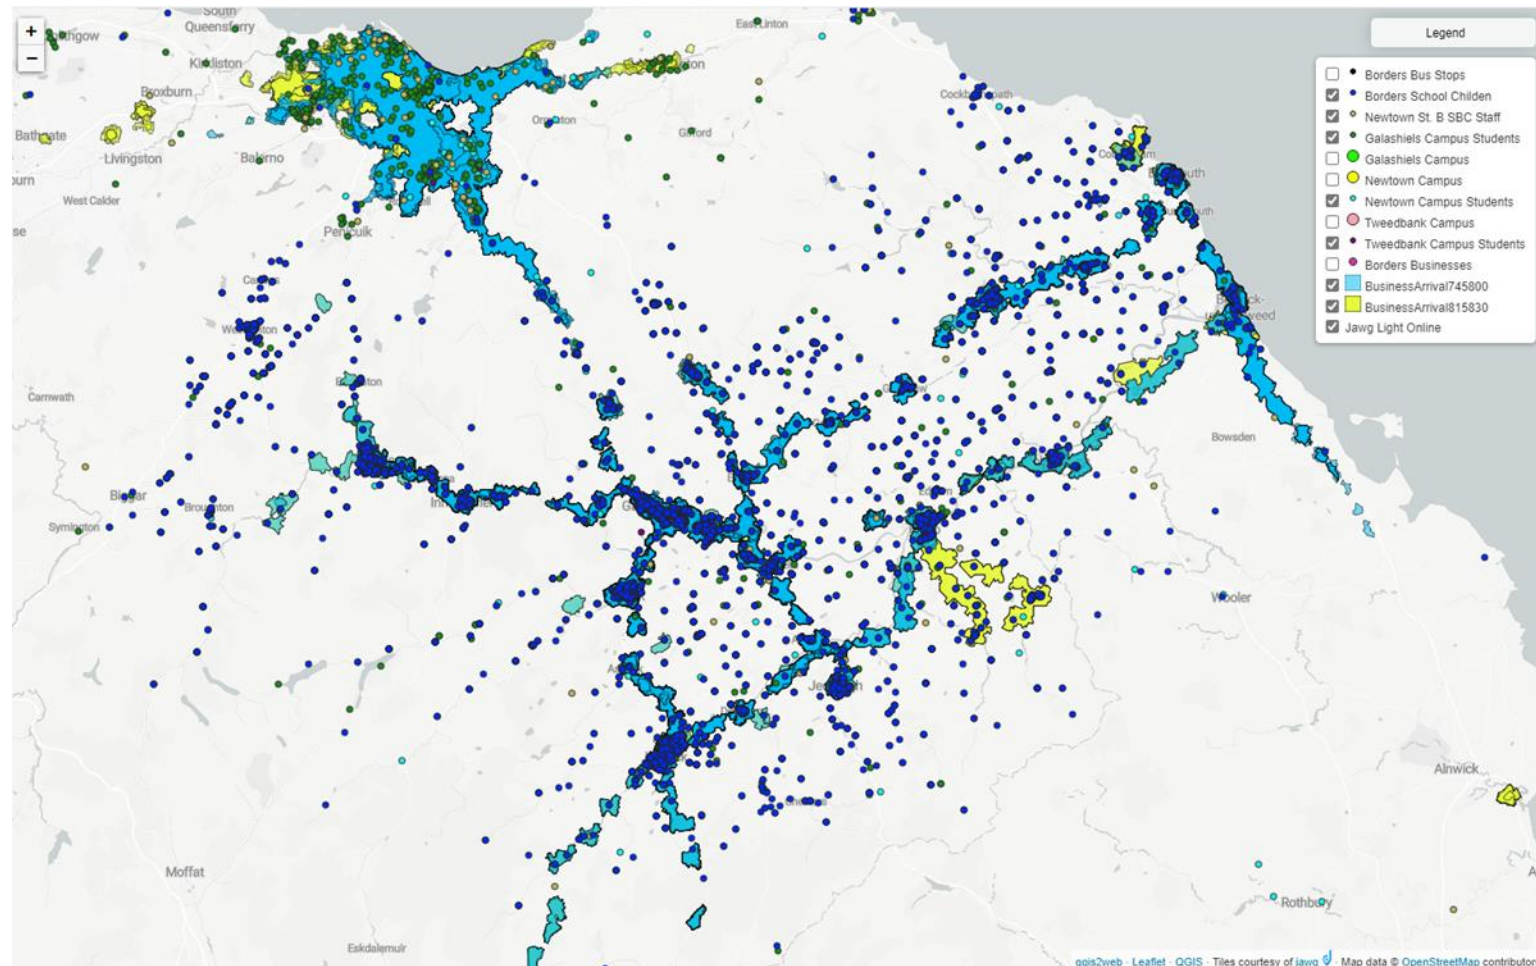 South
Queensferry
East Linton
+
−
Legend
Kirkliston
Borders Bus Stops
Borders School Childen
Newtown St. B SBC Staff
Galashiels Campus Students
Galashiels Campus
Newtown Campus
Newtown Campus Students
Tweedbank Campus
Tweedbank Campus Students
Borders Businesses
BusinessArrival745800
BusinessArrival815830
Jawg Light Online
Broxburn
Bathgate
Livingston
Balerno
Gifford
West Calder
Penicuik
Carnwath
Bowsden
Biggar
Symington
Broughton
Wooler
Alnwick
Moffat
Rothbury
Eskdalemuir
qgis2web · Leaflet · QGIS · Tiles courtesy of jawg · Map data © OpenStreetMap contributor